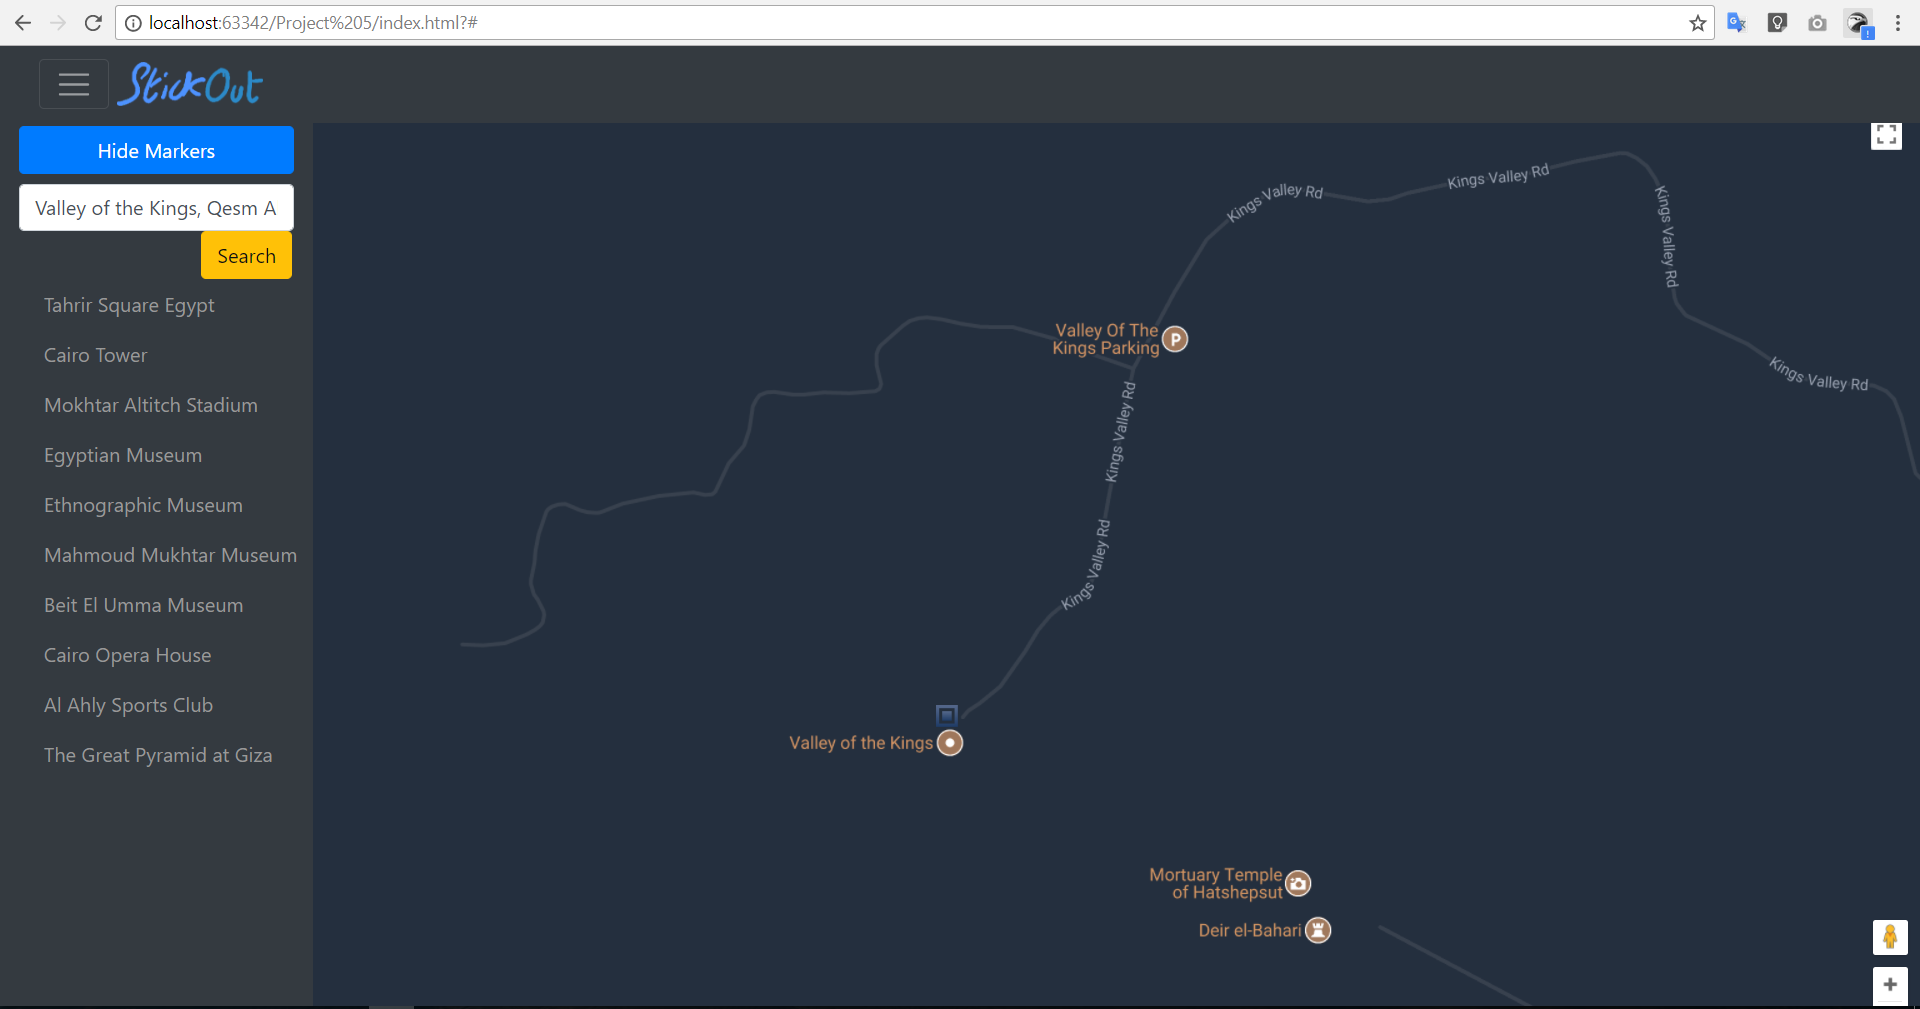 localhost:63342/Project%205/index.html?#
StickOut
Hide Markers
Valley of the Kings, Qesm A
Search
Tahrir Square Egypt
Cairo Tower
Mokhtar Altitch Stadium
Egyptian Museum
Ethnographic Museum
Mahmoud Mukhtar Museum
Beit El Umma Museum
Cairo Opera House
Al Ahly Sports Club
The Great Pyramid at Giza
Kings Valley Rd
Kings Valley Rd
Kings Valley Rd
Valley Of The
Kings Parking
P
Kings Valley Rd
Kings Valley Rd
Kings Valley Rd
Valley of the Kings
Mortuary Temple
of Hatshepsut
Deir el-Bahari
+